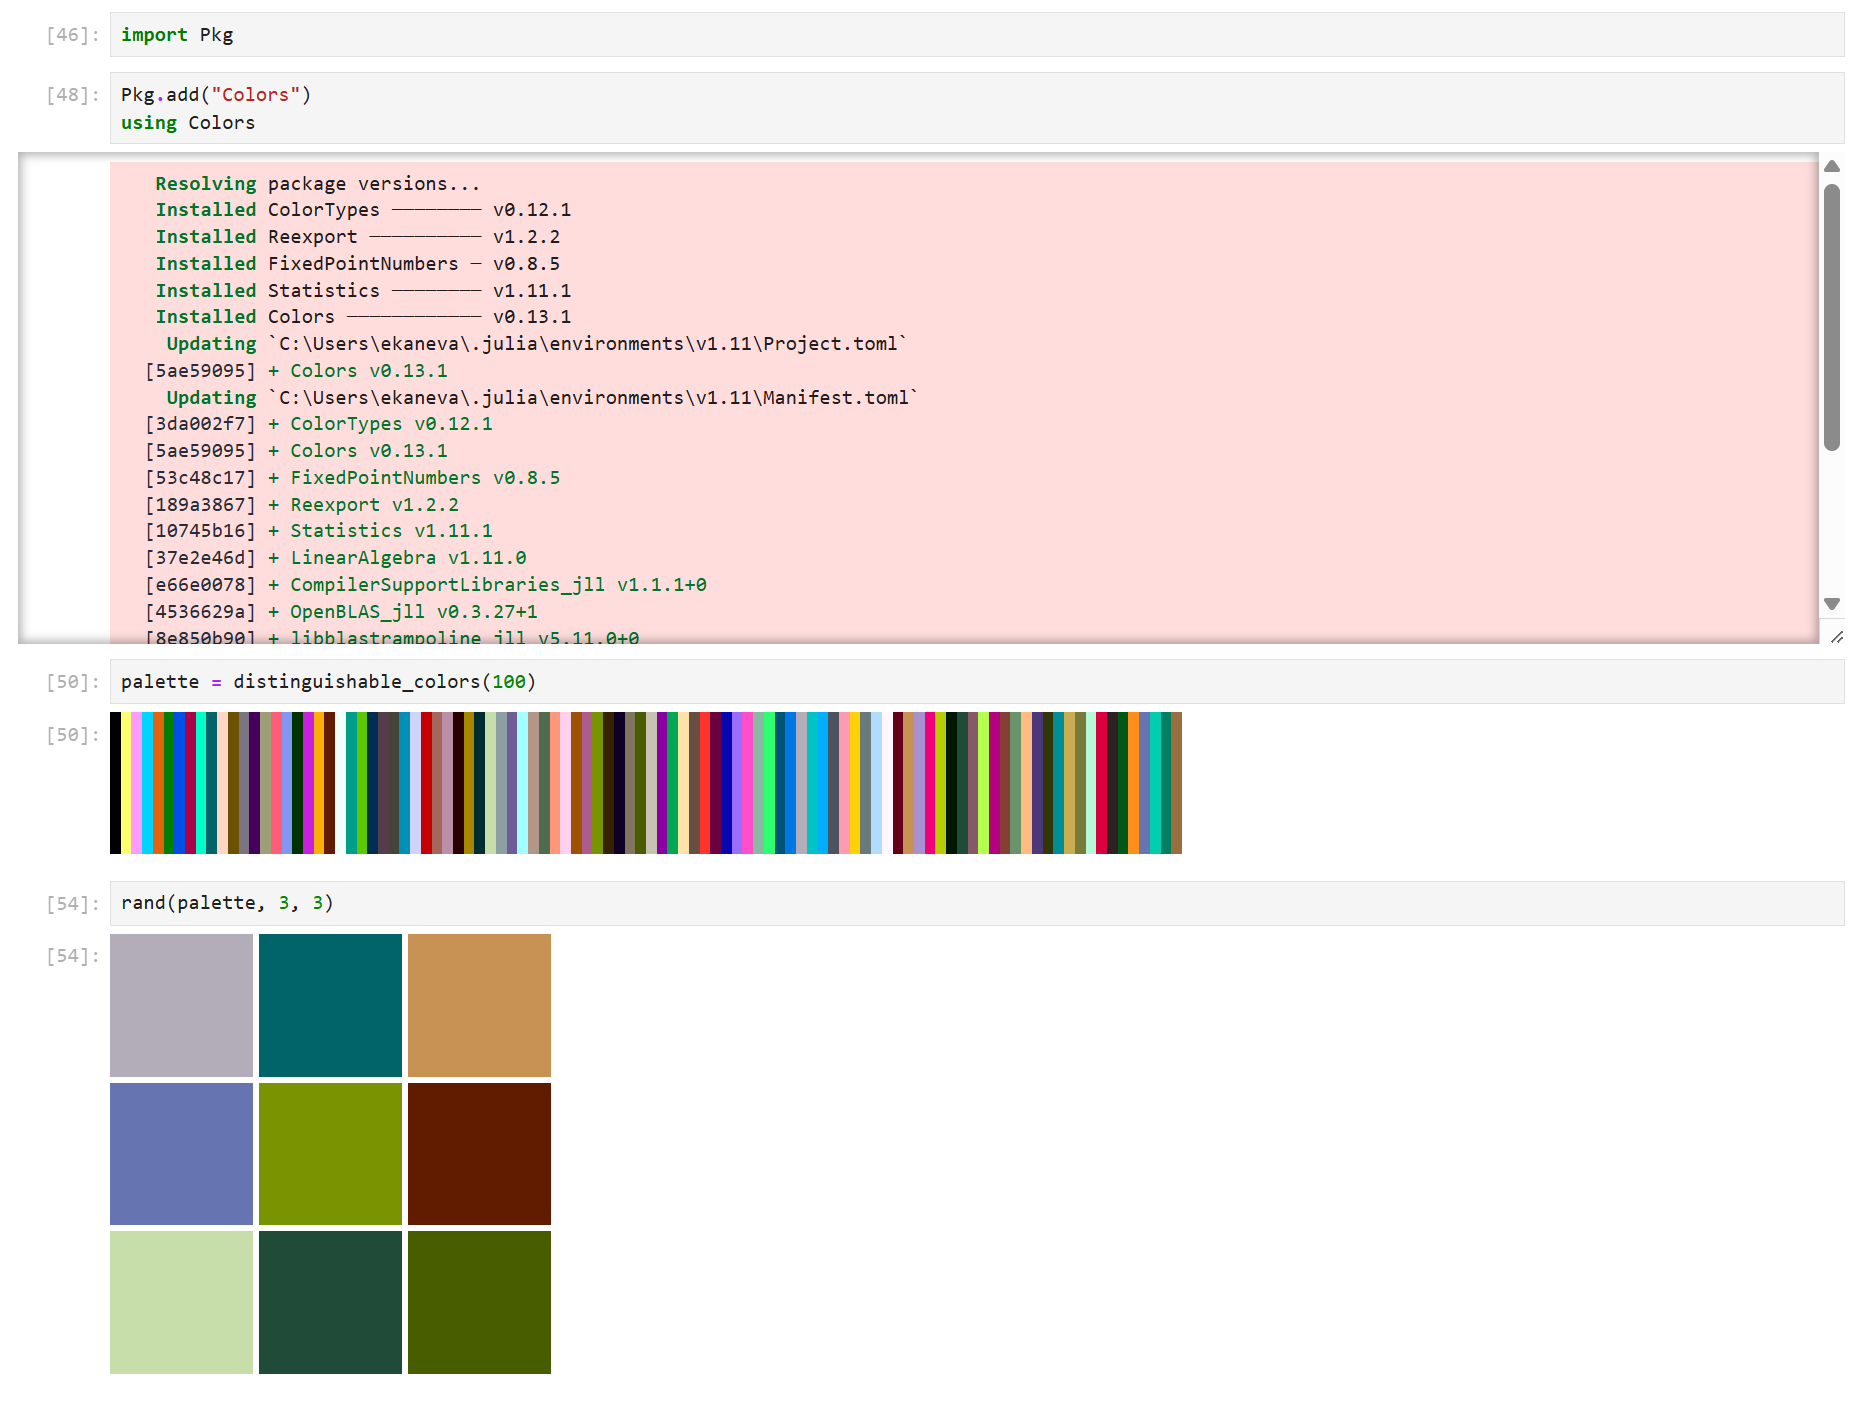 [46]: import Pkg
[48]: Pkg.add("Colors")
using Colors
Resolving package versions...
Installed ColorTypes ──────── v0.12.1
Installed Reexport ────────── v1.2.2
Installed FixedPointNumbers ─ v0.8.5
Installed Statistics ──────── v1.11.1
Installed Colors ──────────── v0.13.1
Updating `C:\Users\ekaneva\.julia\environments\v1.11\Project.toml`
[5ae59095] + Colors v0.13.1
Updating `C:\Users\ekaneva\.julia\environments\v1.11\Manifest.toml`
[3da002f7] + ColorTypes v0.12.1
[5ae59095] + Colors v0.13.1
[53c48c17] + FixedPointNumbers v0.8.5
[189a3867] + Reexport v1.2.2
[10745b16] + Statistics v1.11.1
[37e2e46d] + LinearAlgebra v1.11.0
[e66e0078] + CompilerSupportLibraries_jll v1.1.1+0
[4536629a] + OpenBLAS_jll v0.3.27+1
[8e850b90] + libblastrampoline_jll v5.11.0+0
[50]: palette = distinguishable_colors(100)
[50]:
[54]: rand(palette, 3, 3)
[54]: